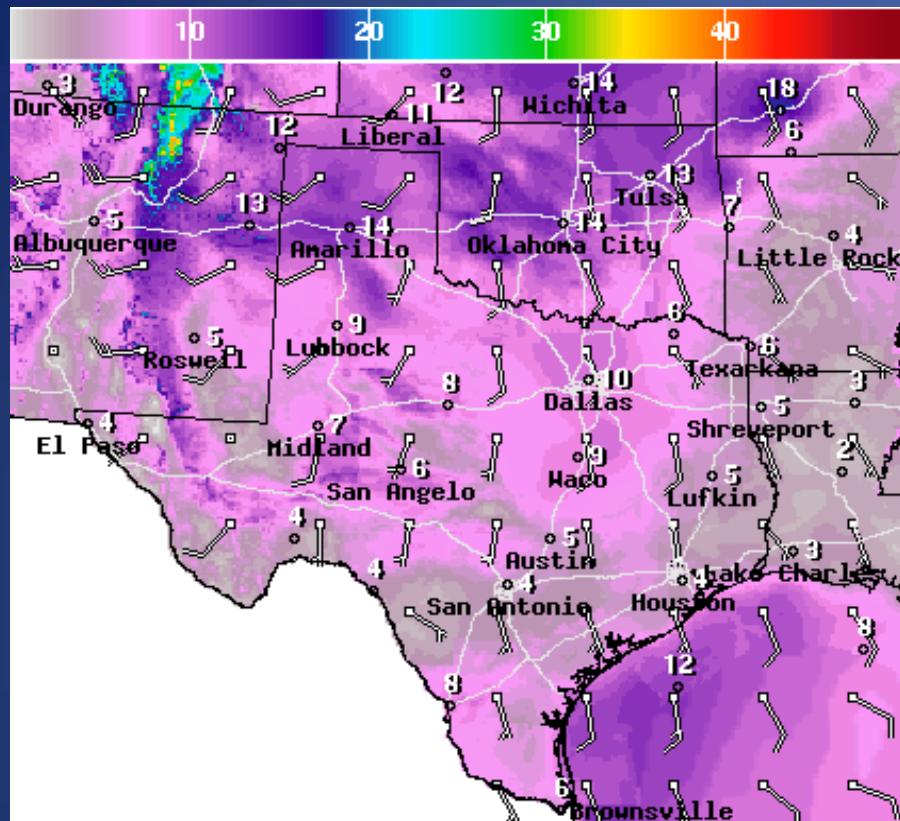 10 20 30 40
3 12 14 18
Durango Wichita
11
Liberal
12 6
13
Tulsa
5 13 14 14 7 4
Albuquerque Amarillo Oklahoma City Little Rock
5 9 6 6
Roswell Lubbock Texarkana
10
8 Dallas 3
4 7 5
El Paso Midland Shreveport
6 9 5 2
San Angelo Waco Lufkin
4 5 3
Austin Lake Charles
4 4 4
San Antonio Houston
8
12
8
6
Brownsville